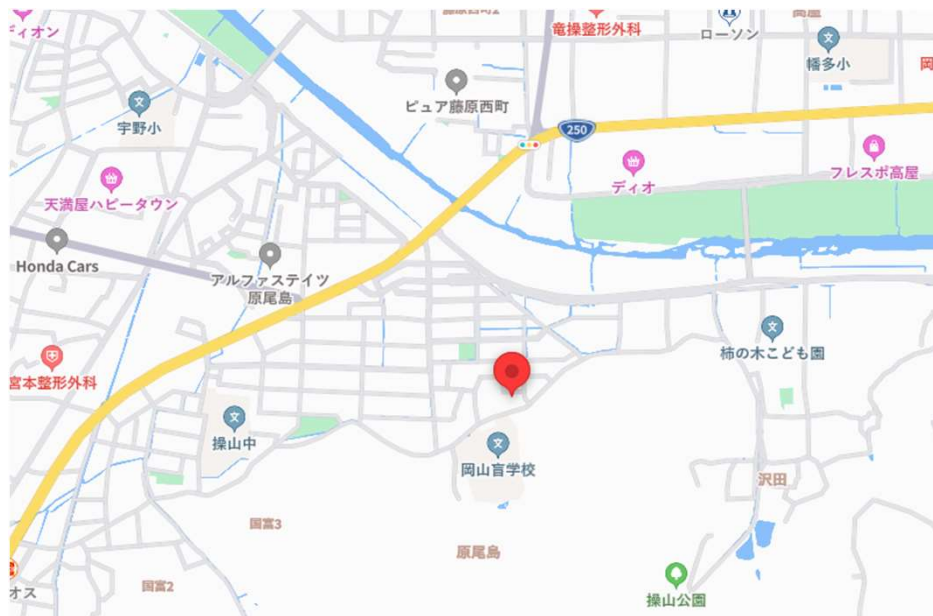 ディオン
竜操整形外科
ローソン
高屋
幡多小
ピュア藤原西町
宇野小
250
ディオ
フレスポ高屋
天満屋ハピータウン
Honda Cars
アルファステイツ
原尾島
柿の木こども園
宮本整形外科
操山中
岡山盲学校
沢田
国富3
原尾島
国富2
オス
操山公園